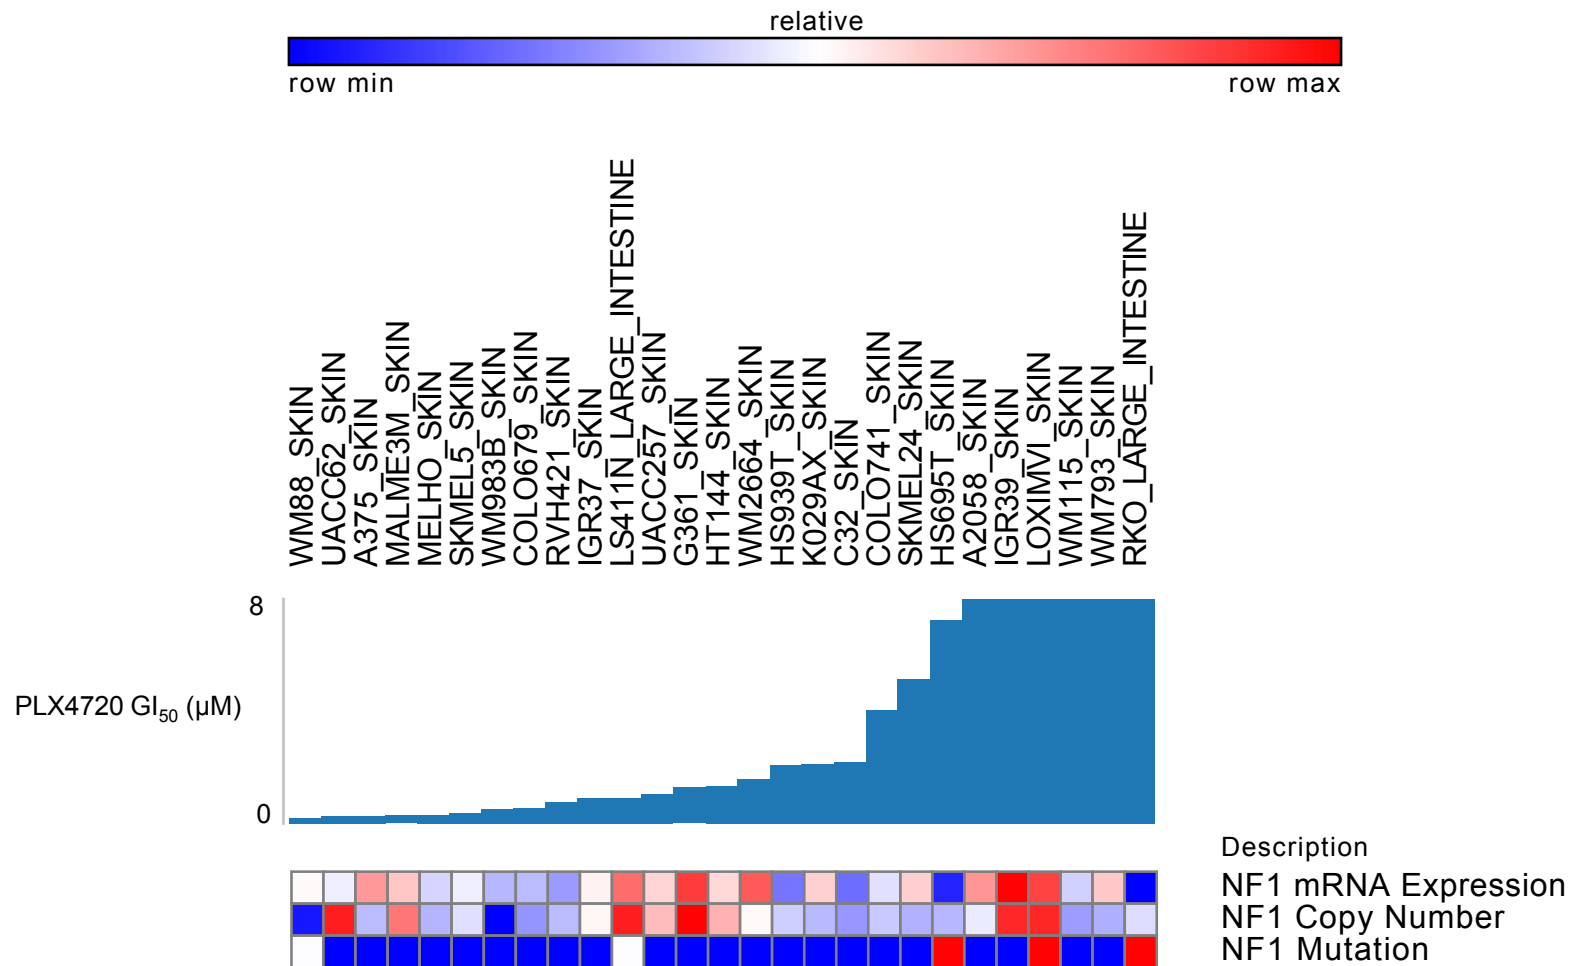 relative
row min
row max
WM88_SKIN
UACC62_SKIN
A375_SKIN
MALME3M_SKIN
MELHO_SKIN
SKMEL5_SKIN
WM983B_SKIN
COLO679_SKIN
RVH421_SKIN
IGR37_SKIN
LS411N_LARGE_INTESTINE
UACC257_SKIN
G361_SKIN
HT144_SKIN
WM2664_SKIN
HS939T_SKIN
K029AX_SKIN
C32_SKIN
COLO741_SKIN
SKMEL24_SKIN
HS695T_SKIN
A2058_SKIN
IGR39_SKIN
LOXIMVI_SKIN
WM115_SKIN
WM793_SKIN
RKO_LARGE_INTESTINE
8
PLX4720 GI50 (µM)
0
Description
NF1 mRNA Expression
NF1 Copy Number
NF1 Mutation